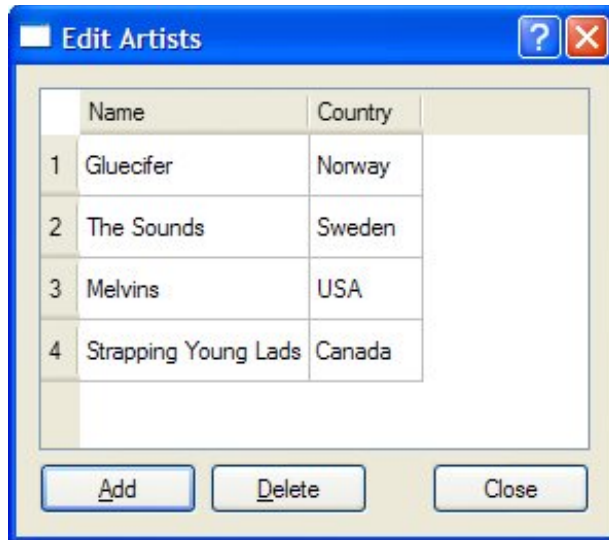 Edit Artists ?
Name Country
1 Gluecifer Norway
2 The Sounds Sweden
3 Melvins USA
4 Strapping Young Lads Canada
Add Delete Close